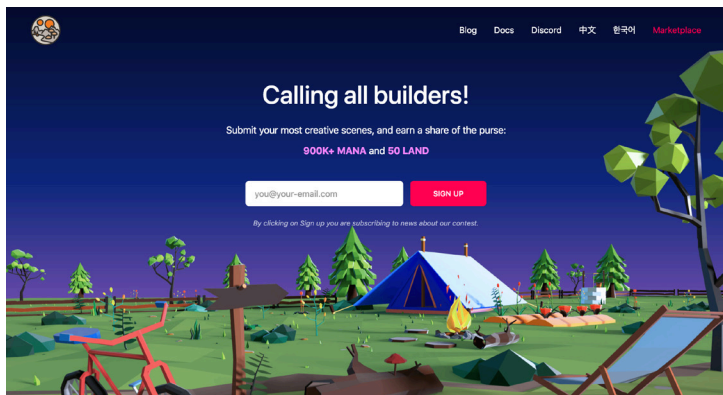 Blog Docs Discord 中文 한국어 Marketplace
Calling all builders!
Submit your most creative scenes, and earn a share of the purse:
900K+ MANA and 50 LAND
you@your-email.com SIGN UP
By clicking on Sign up you are subscribing to news about our contest.